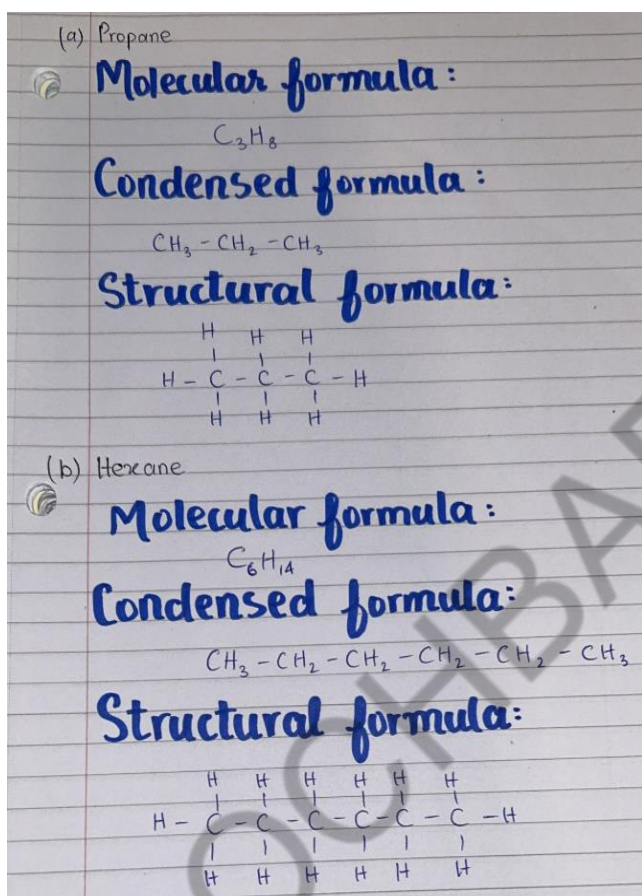 (a) Propane
Molecular formula:
C₃H₈
Condensed formula:
CH₃ - CH₂ - CH₃
Structural formula:
H H H
H - C - C - C - H
H H H
(b) Hexane
Molecular formula:
C₆H₁₄
Condensed formula:
CH₃ - CH₂ - CH₂ - CH₂ - CH₂ - CH₃
Structural formula:
H H H H H H
H - C - C - C - C - C - C - H
H H H H H H